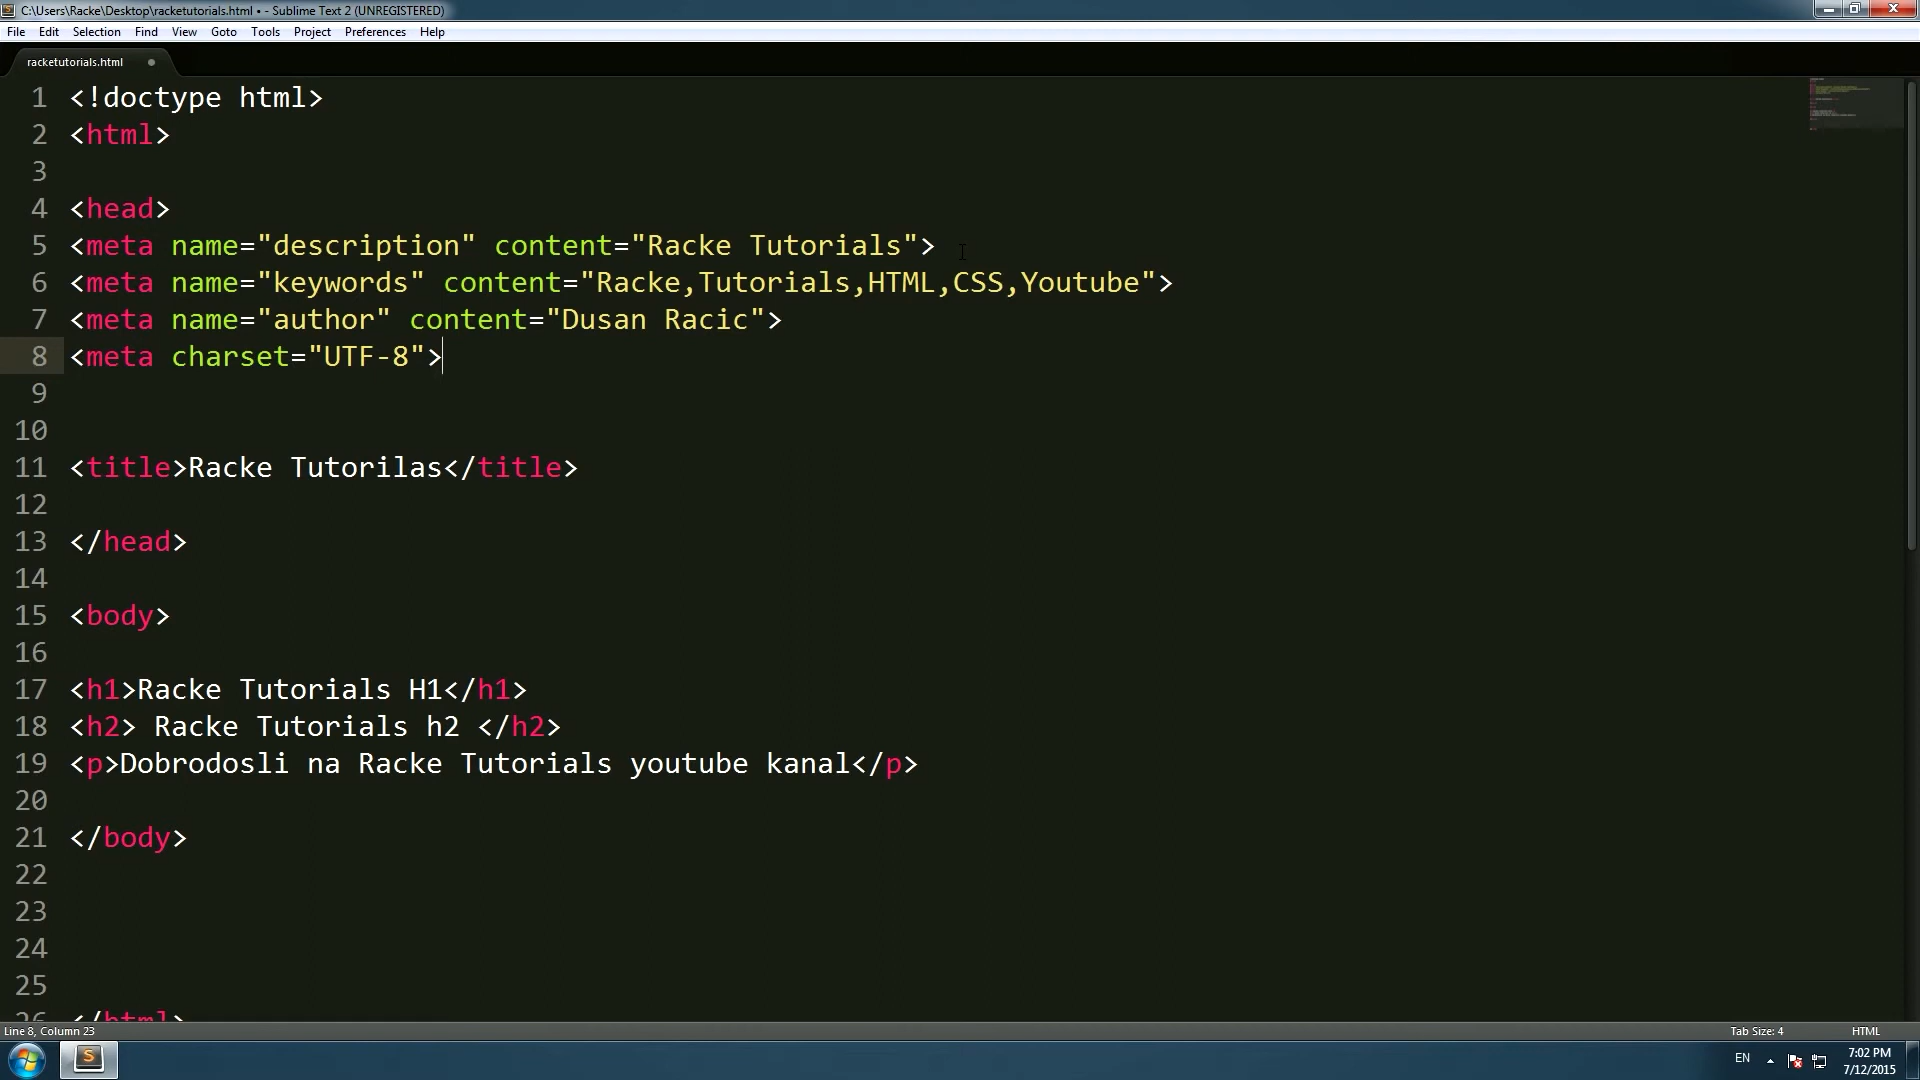 C:\Users\Racke\Desktop\racketutorials.html • - Sublime Text 2 (UNREGISTERED)
File Edit Selection Find View Goto Tools Project Preferences Help
racketutorials.html
1 <!doctype html>
2 <html>
3
4 <head>
5 <meta name="description" content="Racke Tutorials">
6 <meta name="keywords" content="Racke,Tutorials,HTML,CSS,Youtube">
7 <meta name="author" content="Dusan Racic">
8 <meta charset="UTF-8">
9
10
11 <title>Racke Tutorilas</title>
12
13 </head>
14
15 <body>
16
17 <h1>Racke Tutorials H1</h1>
18 <h2> Racke Tutorials h2 </h2>
19 <p>Dobrodosli na Racke Tutorials youtube kanal</p>
20
21 </body>
22
23
24
25
26 </html>
Line 8, Column 23 Tab Size: 4 HTML
EN 7:02 PM
7/12/2015